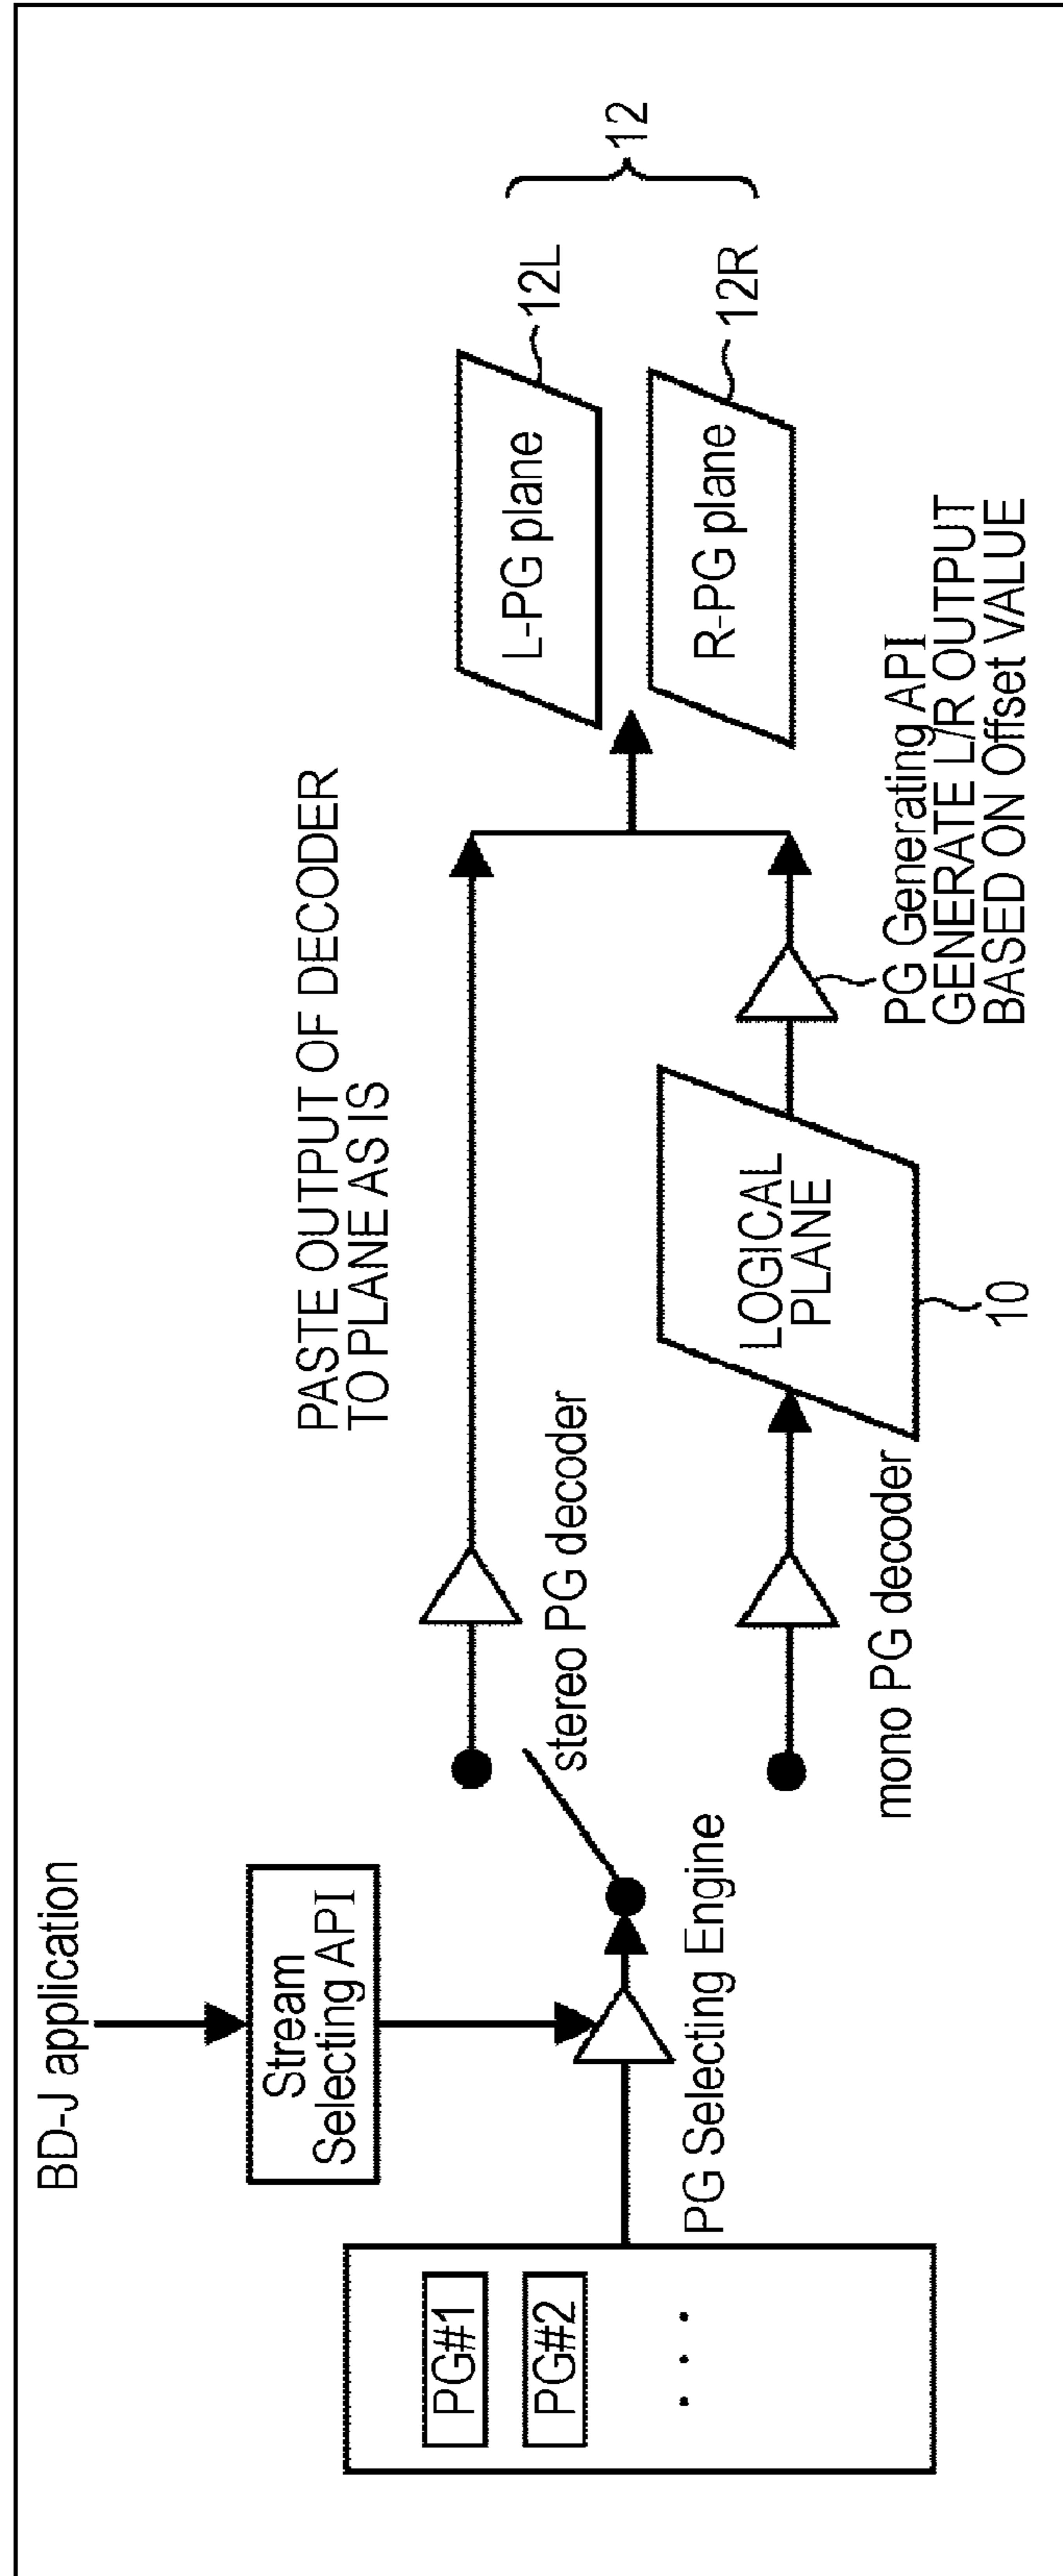 BD-J application
Stream
Selecting API
PG#1
PG#2
. . .
PG Selecting Engine
stereo PG decoder
mono PG decoder
PASTE OUTPUT OF DECODER
TO PLANE AS IS
LOGICAL
PLANE
10
PG Generating API
GENERATE L/R OUTPUT
BASED ON Offset VALUE
L-PG plane
12L
R-PG plane
12R
12